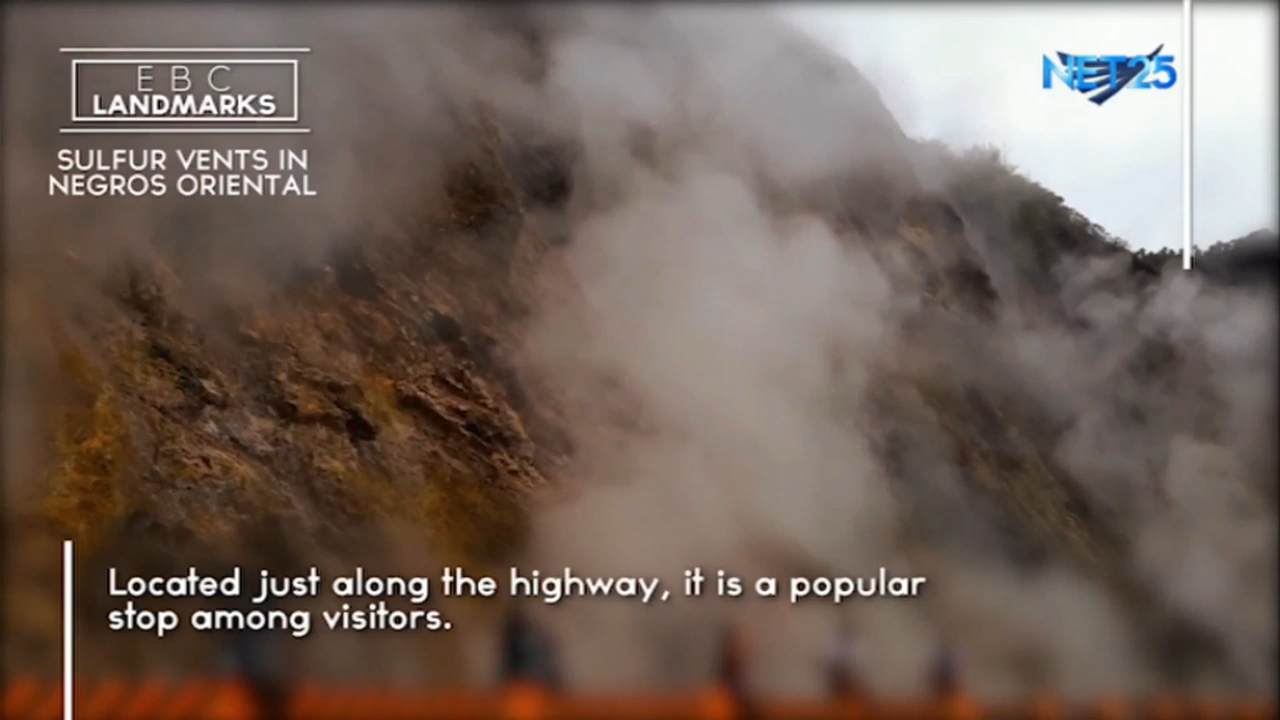 EBC
LANDMARKS
NET25
SULFUR VENTS IN
NEGROS ORIENTAL
Located just along the highway, it is a popular
stop among visitors.